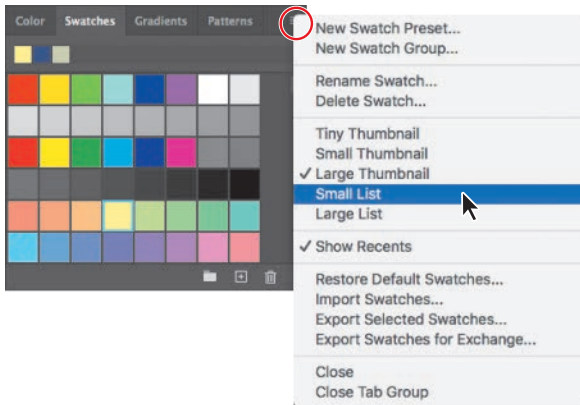 Color Swatches Gradients Patterns
New Swatch Preset...
New Swatch Group...
Rename Swatch...
Delete Swatch...
Tiny Thumbnail
Small Thumbnail
✓ Large Thumbnail
Small List
Large List
✓ Show Recents
Restore Default Swatches...
Import Swatches...
Export Selected Swatches...
Export Swatches for Exchange...
Close
Close Tab Group